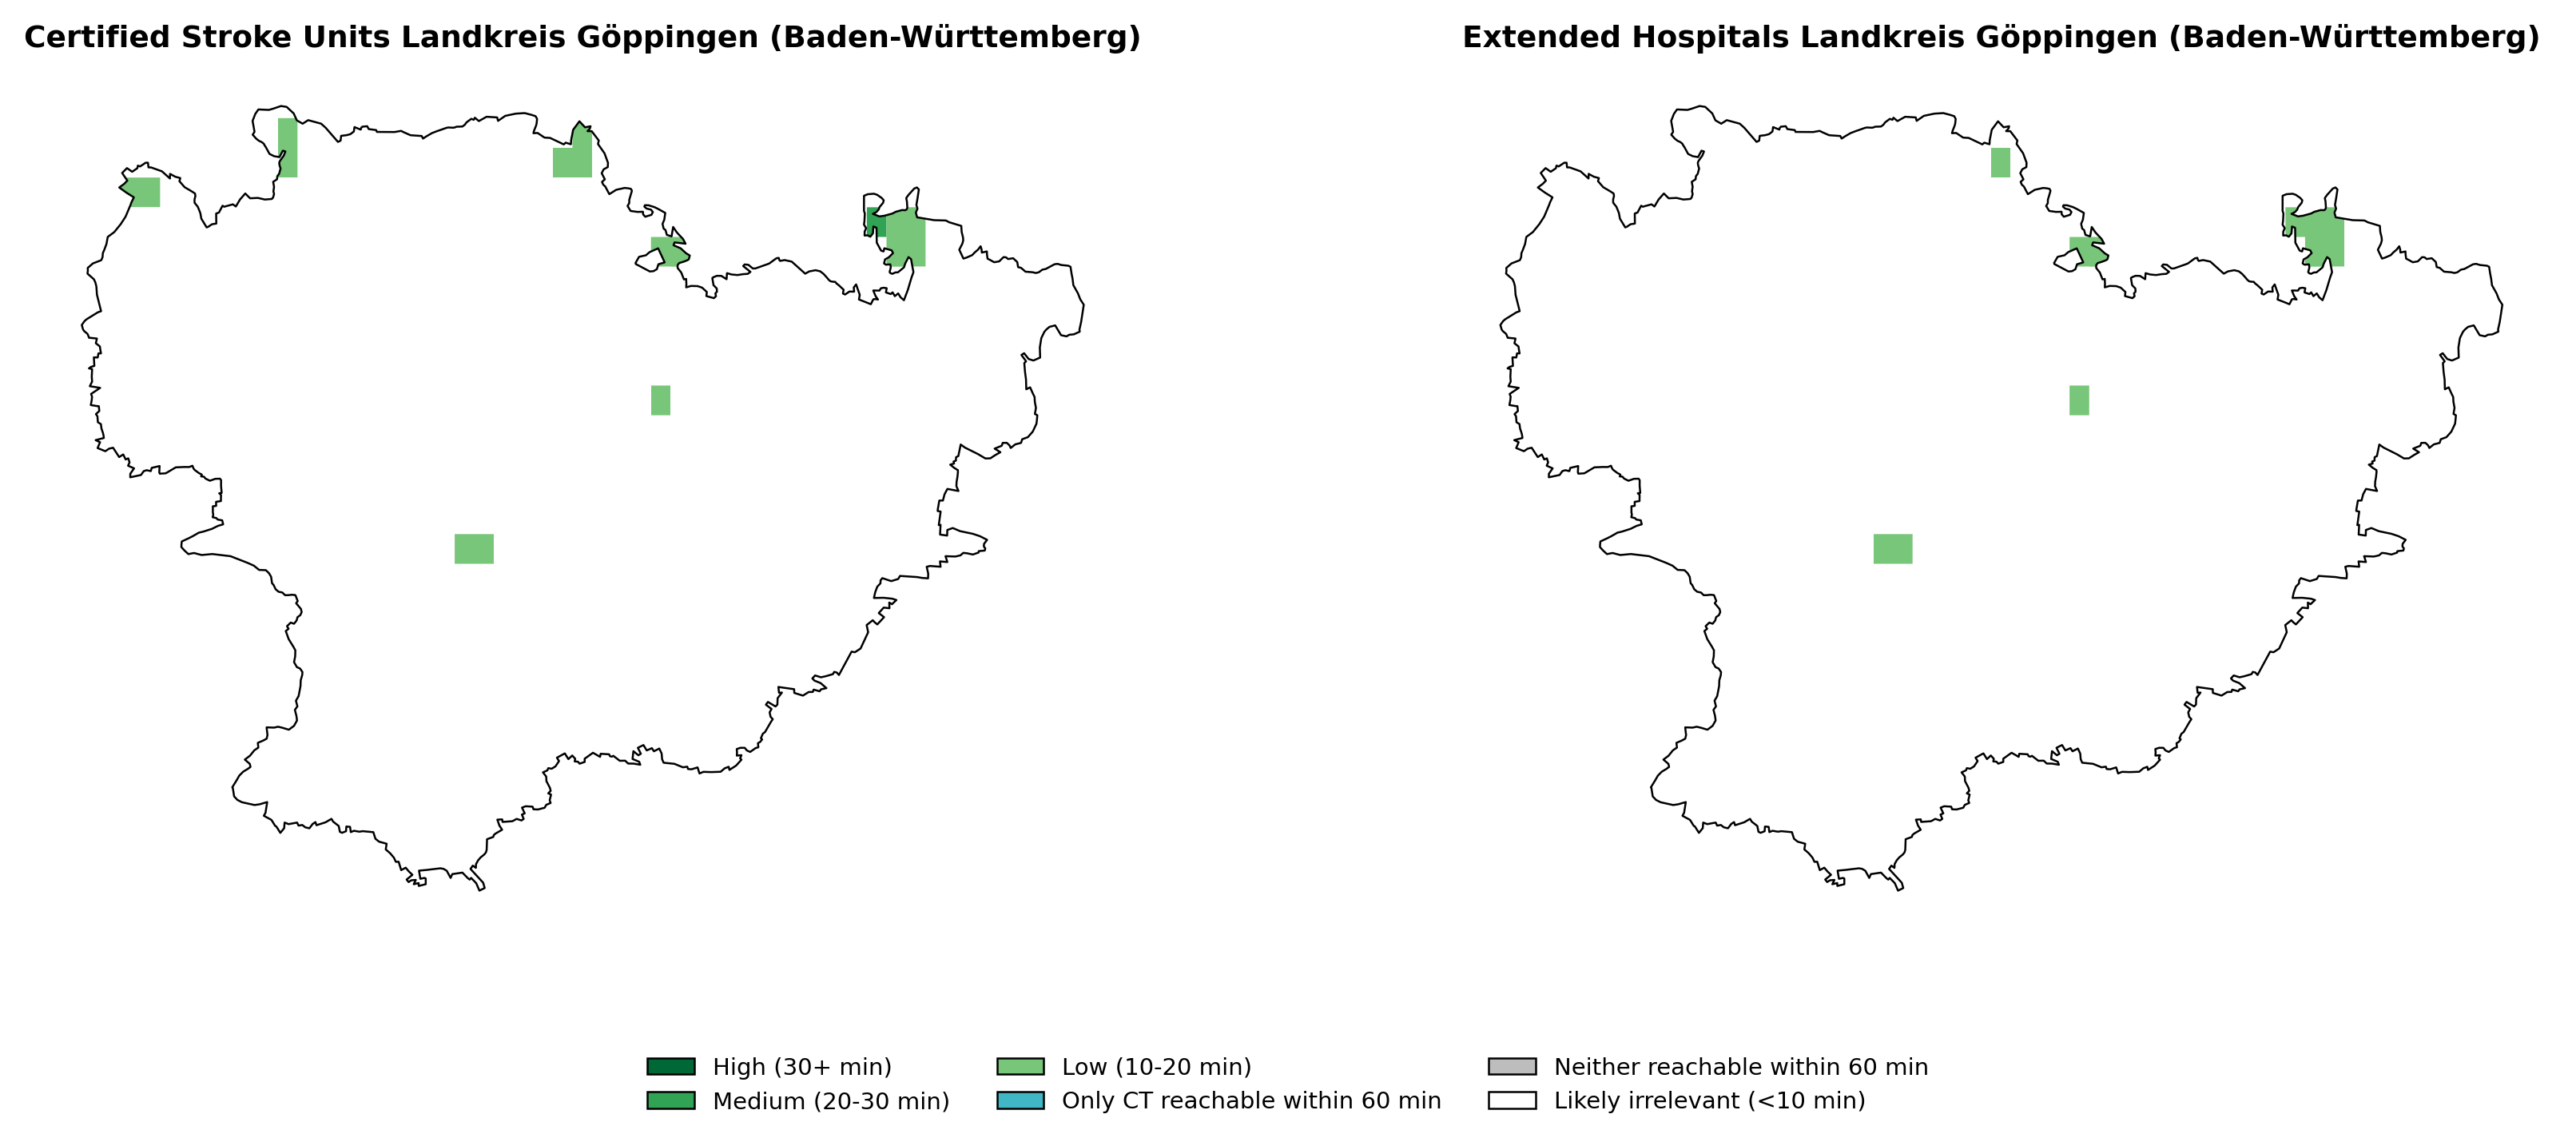 Certified Stroke Units Landkreis Göppingen (Baden-Württemberg)
Extended Hospitals Landkreis Göppingen (Baden-Württemberg)
High (30+ min)
Medium (20-30 min)
Low (10-20 min)
Only CT reachable within 60 min
Neither reachable within 60 min
Likely irrelevant (<10 min)